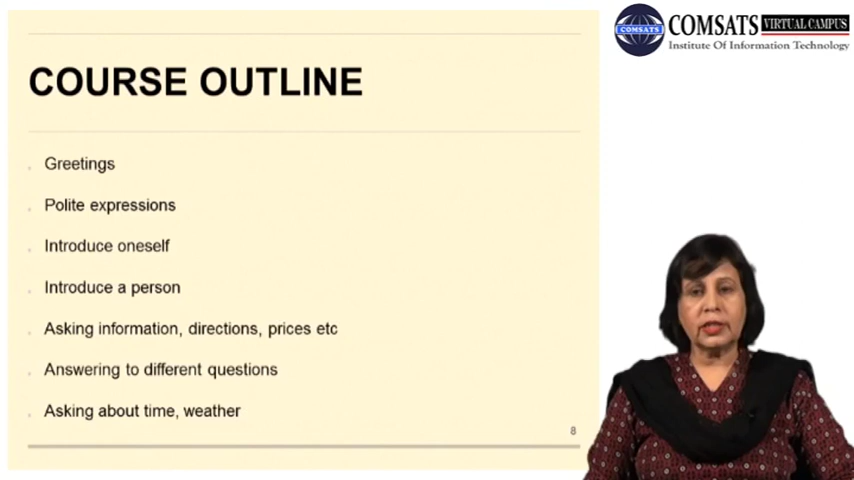 COMSATS VIRTUAL CAMPUS
Institute Of Information Technology
COMSATS
COURSE OUTLINE
Greetings
Polite expressions
Introduce oneself
Introduce a person
Asking information, directions, prices etc
Answering to different questions
Asking about time, weather
8